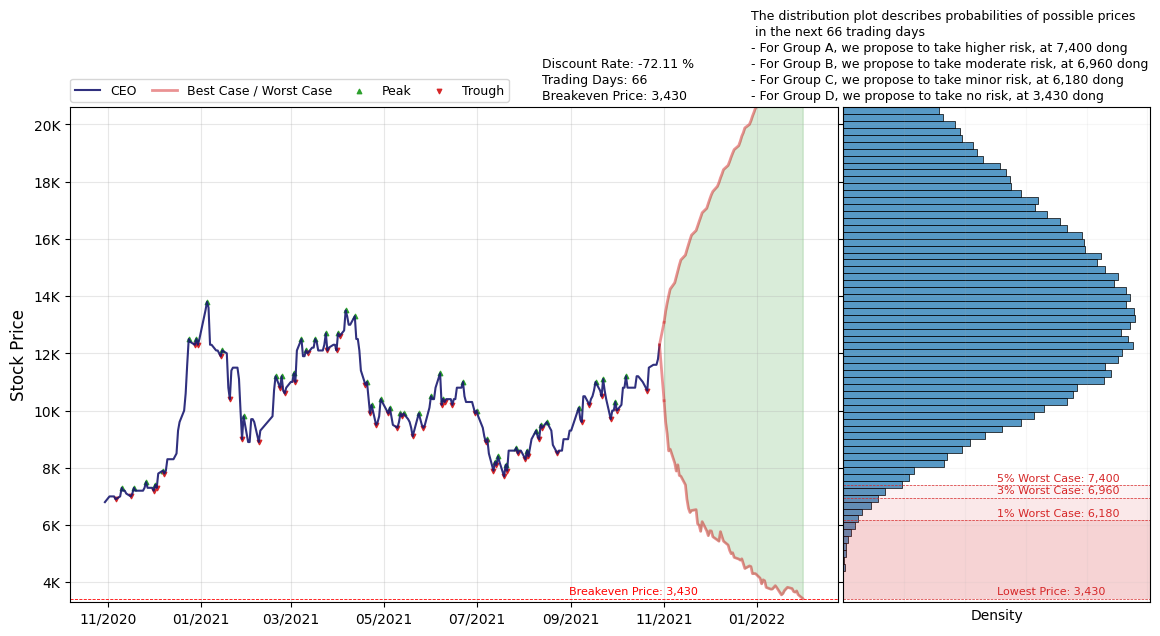 The distribution plot describes probabilities of possible prices
in the next 66 trading days
- For Group A, we propose to take higher risk, at 7,400 dong
- For Group B, we propose to take moderate risk, at 6,960 dong
- For Group C, we propose to take minor risk, at 6,180 dong
- For Group D, we propose to take no risk, at 3,430 dong
Discount Rate: -72.11 %
Trading Days: 66
Breakeven Price: 3,430
CEO
Best Case / Worst Case
Peak
Trough
Stock Price
20K
18K
16K
14K
12K
10K
8K
6K
4K
Breakeven Price: 3,430
11/2020
01/2021
03/2021
05/2021
07/2021
09/2021
11/2021
01/2022
5% Worst Case: 7,400
3% Worst Case: 6,960
1% Worst Case: 6,180
Lowest Price: 3,430
Density